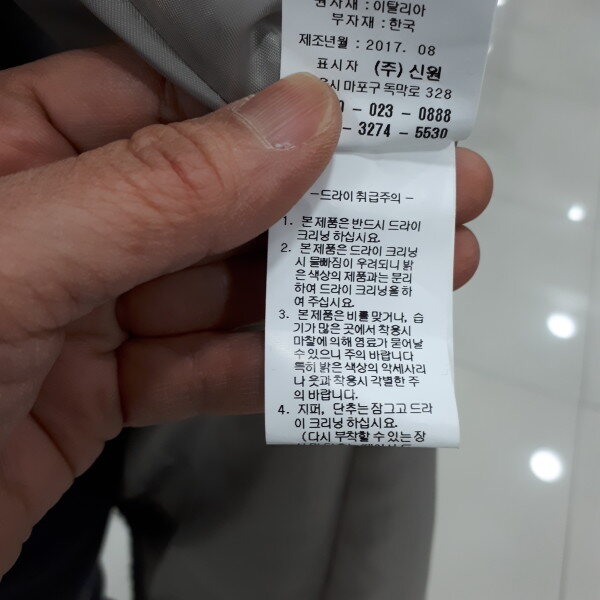 원자재 : 이탈리아
부자재 : 한국
제조년월 : 2017. 08
표시자 (주) 신원
마포구 독막로 328
- 023 - 0888
- 3274 - 5530
-드라이 취급주의-
1. 본 제품은 반드시 드라이
크리닝 하십시요.
2. 본 제품은 드라이 크리닝
시 물빠짐이 우려되니 밝
은 색상의 제품과는 분리
하여 드라이 크리닝을 하
여 주십시요.
3. 본 제품은 비를 맞거나, 습
기가 많은 곳에서 착용시
마찰에 의해 염료가 묻어날
수 있으니 주의 바랍니다
특히 밝은 색상의 악세사리
나 옷과 착용시 각별한 주
의 바랍니다.
4. 지퍼, 단추는 잠그고 드라
이 크리닝 하십시요.
(다시 부착할 수 있는 장